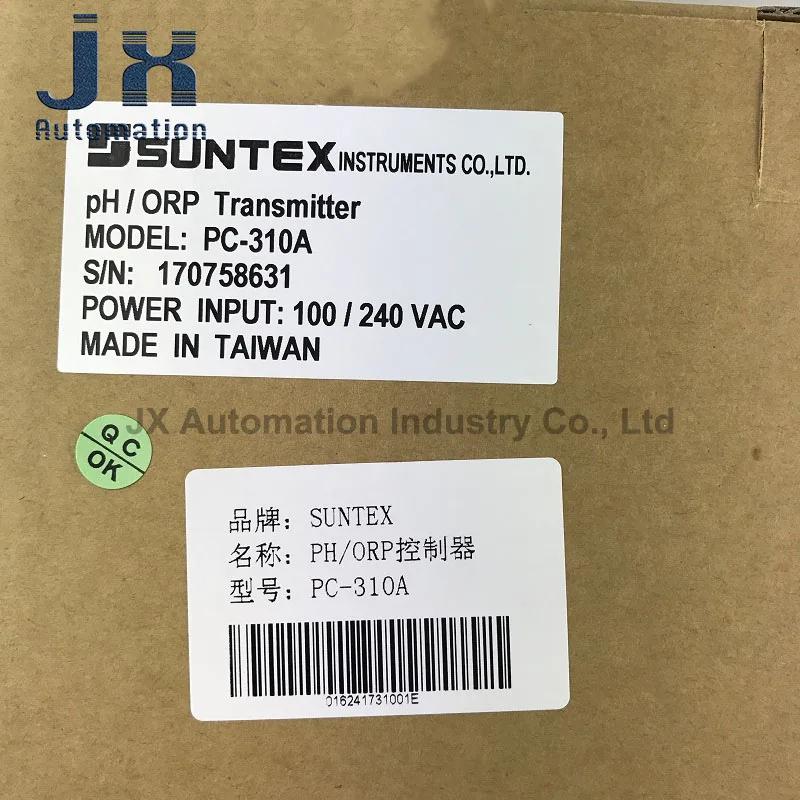 JX
Automation
SUNTEX INSTRUMENTS CO.,LTD.
pH / ORP Transmitter
MODEL: PC-310A
S/N: 170758631
POWER INPUT: 100 / 240 VAC
MADE IN TAIWAN
JX Automation Industry Co., Ltd
QC
OK
品牌: SUNTEX
名称: PH/ORP控制器
型号: PC-310A
016241731001E